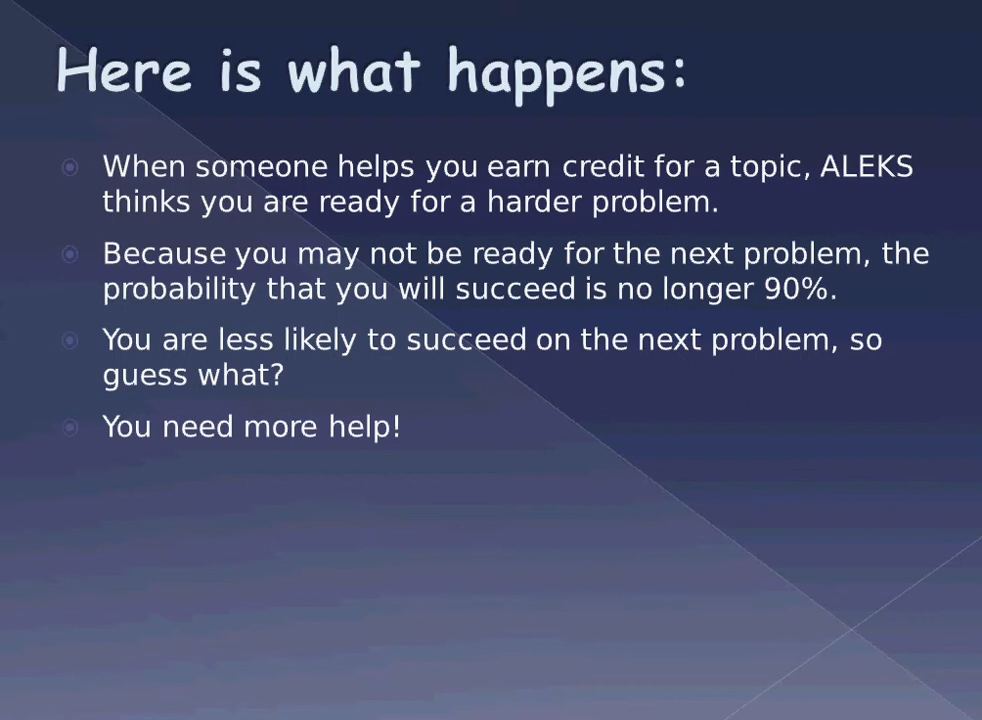 Here is what happens:
When someone helps you earn credit for a topic, ALEKS
thinks you are ready for a harder problem.
Because you may not be ready for the next problem, the
probability that you will succeed is no longer 90%.
You are less likely to succeed on the next problem, so
guess what?
You need more help!